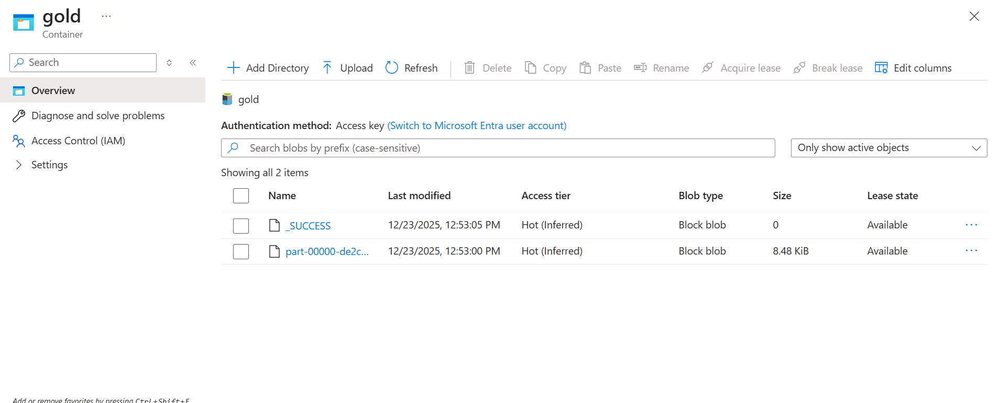 gold
...
Container
Search
Add Directory Upload Refresh Delete Copy Paste Rename Acquire lease Break lease Edit columns
Overview
Diagnose and solve problems
Access Control (IAM)
Settings
gold
Authentication method: Access key (Switch to Microsoft Entra user account)
Search blobs by prefix (case-sensitive)
Only show active objects
Showing all 2 items
Name Last modified Access tier Blob type Size Lease state
_SUCCESS 12/23/2025, 12:53:05 PM Hot (Inferred) Block blob 0 Available ...
part-00000-de2c... 12/23/2025, 12:53:00 PM Hot (Inferred) Block blob 8.48 KiB Available ...
Add or remove favorites by pressing Ctrl+Shift+F